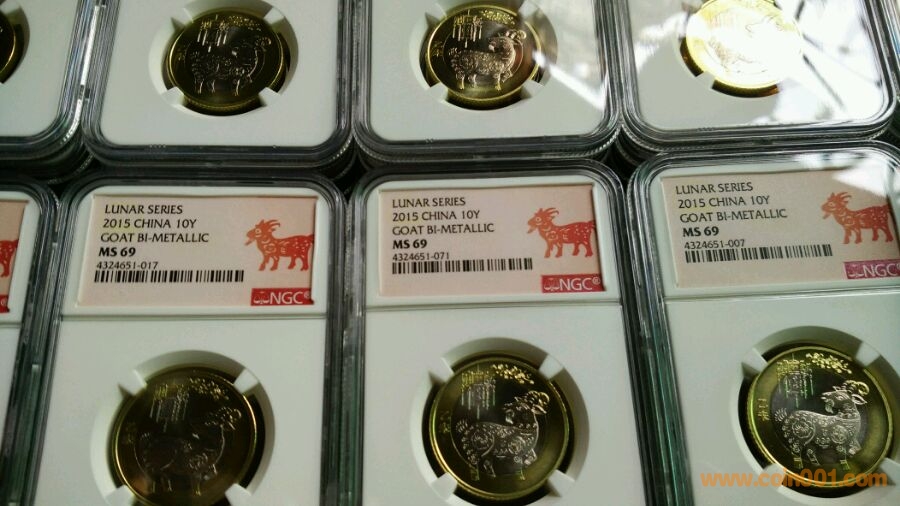 LUNAR SERIES
2015 CHINA 10Y
GOAT BI-METALLIC
MS 69
4324651-017
NGC®
LUNAR SERIES
2015 CHINA 10Y
GOAT BI-METALLIC
MS 69
4324651-071
NGC®
LUNAR SERIES
2015 CHINA 10Y
GOAT BI-METALLIC
MS 69
4324651-007
NGC®
www.coin001.com